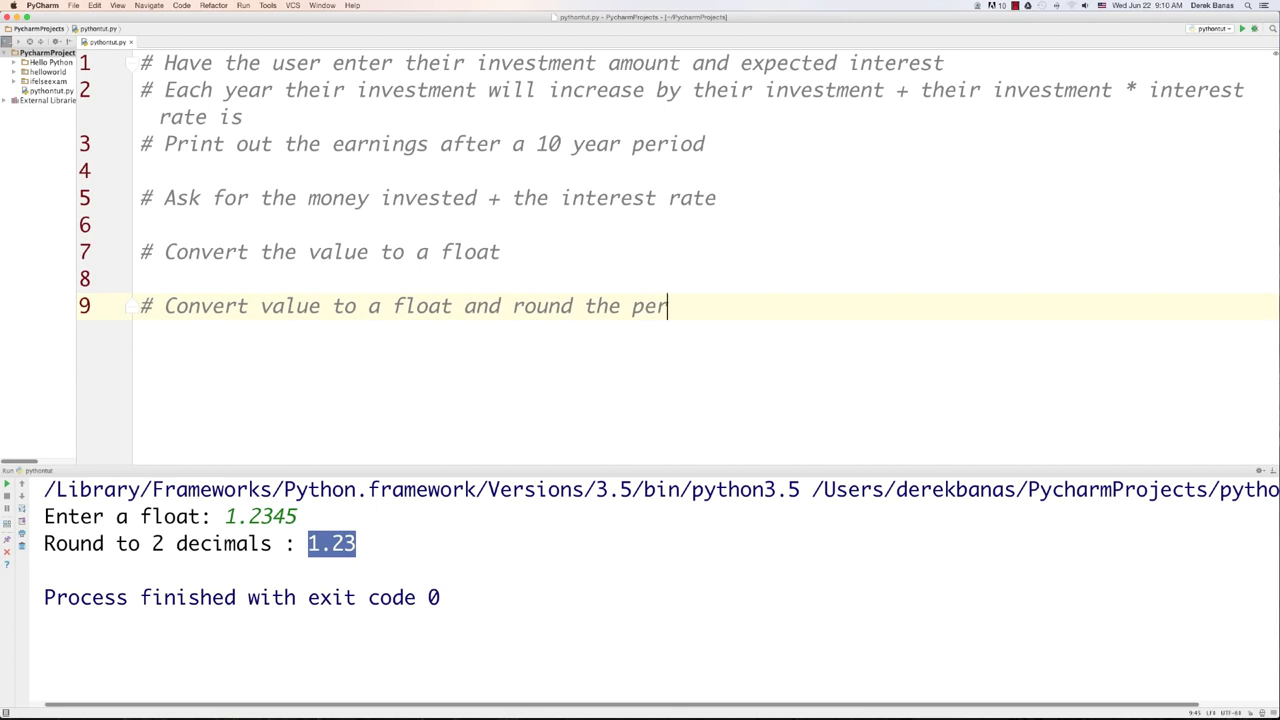 PyCharm File Edit View Navigate Code Refactor Run Tools VCS Window Help 10 Wed Jun 22 9:10 AM Derek Banas
pythontut.py - PycharmProjects - [~/PycharmProjects]
PycharmProjects pythontut.py pythontut
pythontut.py
PycharmProject
Hello Python
helloworld
ifelseexam
pythontut.py
External Librarie
1 # Have the user enter their investment amount and expected interest
2 # Each year their investment will increase by their investment + their investment * interest
rate is
3 # Print out the earnings after a 10 year period
4
5 # Ask for the money invested + the interest rate
6
7 # Convert the value to a float
8
9 # Convert value to a float and round the per
Run pythontut
/Library/Frameworks/Python.framework/Versions/3.5/bin/python3.5 /Users/derekbanas/PycharmProjects/pytho
Enter a float: 1.2345
Round to 2 decimals : 1.23
Process finished with exit code 0
9:45 LF UTF-8